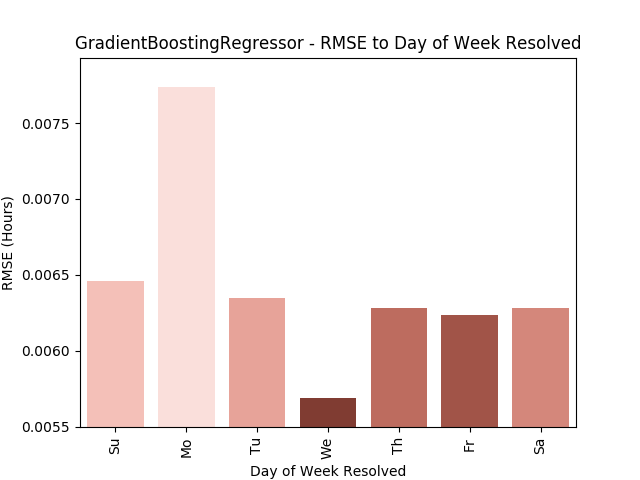 GradientBoostingRegressor - RMSE to Day of Week Resolved
RMSE (Hours)
0.0075
0.0070
0.0065
0.0060
0.0055
Su
Mo
Tu
We
Th
Fr
Sa
Day of Week Resolved